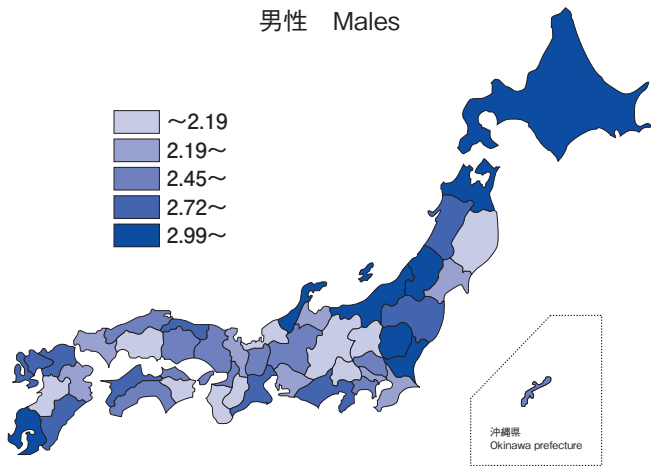 男性 Males
～2.19
2.19～
2.45～
2.72～
2.99～
沖縄県
Okinawa prefecture